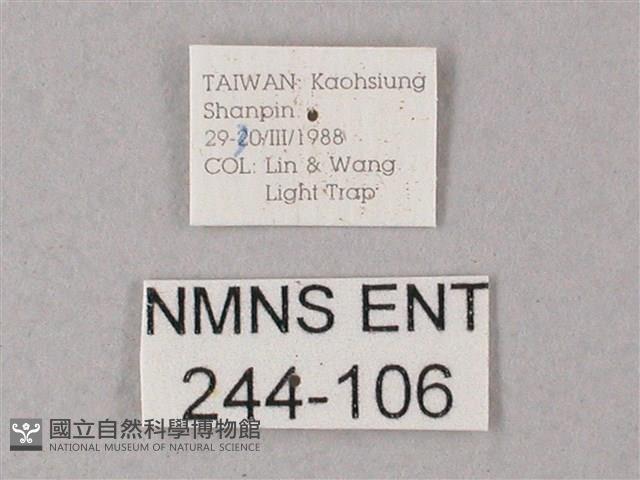 TAIWAN: Kaohsiung
Shanpin
29-30/III/1988
COL: Lin & Wang
Light Trap
NMNS ENT
244-106
國立自然科學博物館
NATIONAL MUSEUM OF NATURAL SCIENCE